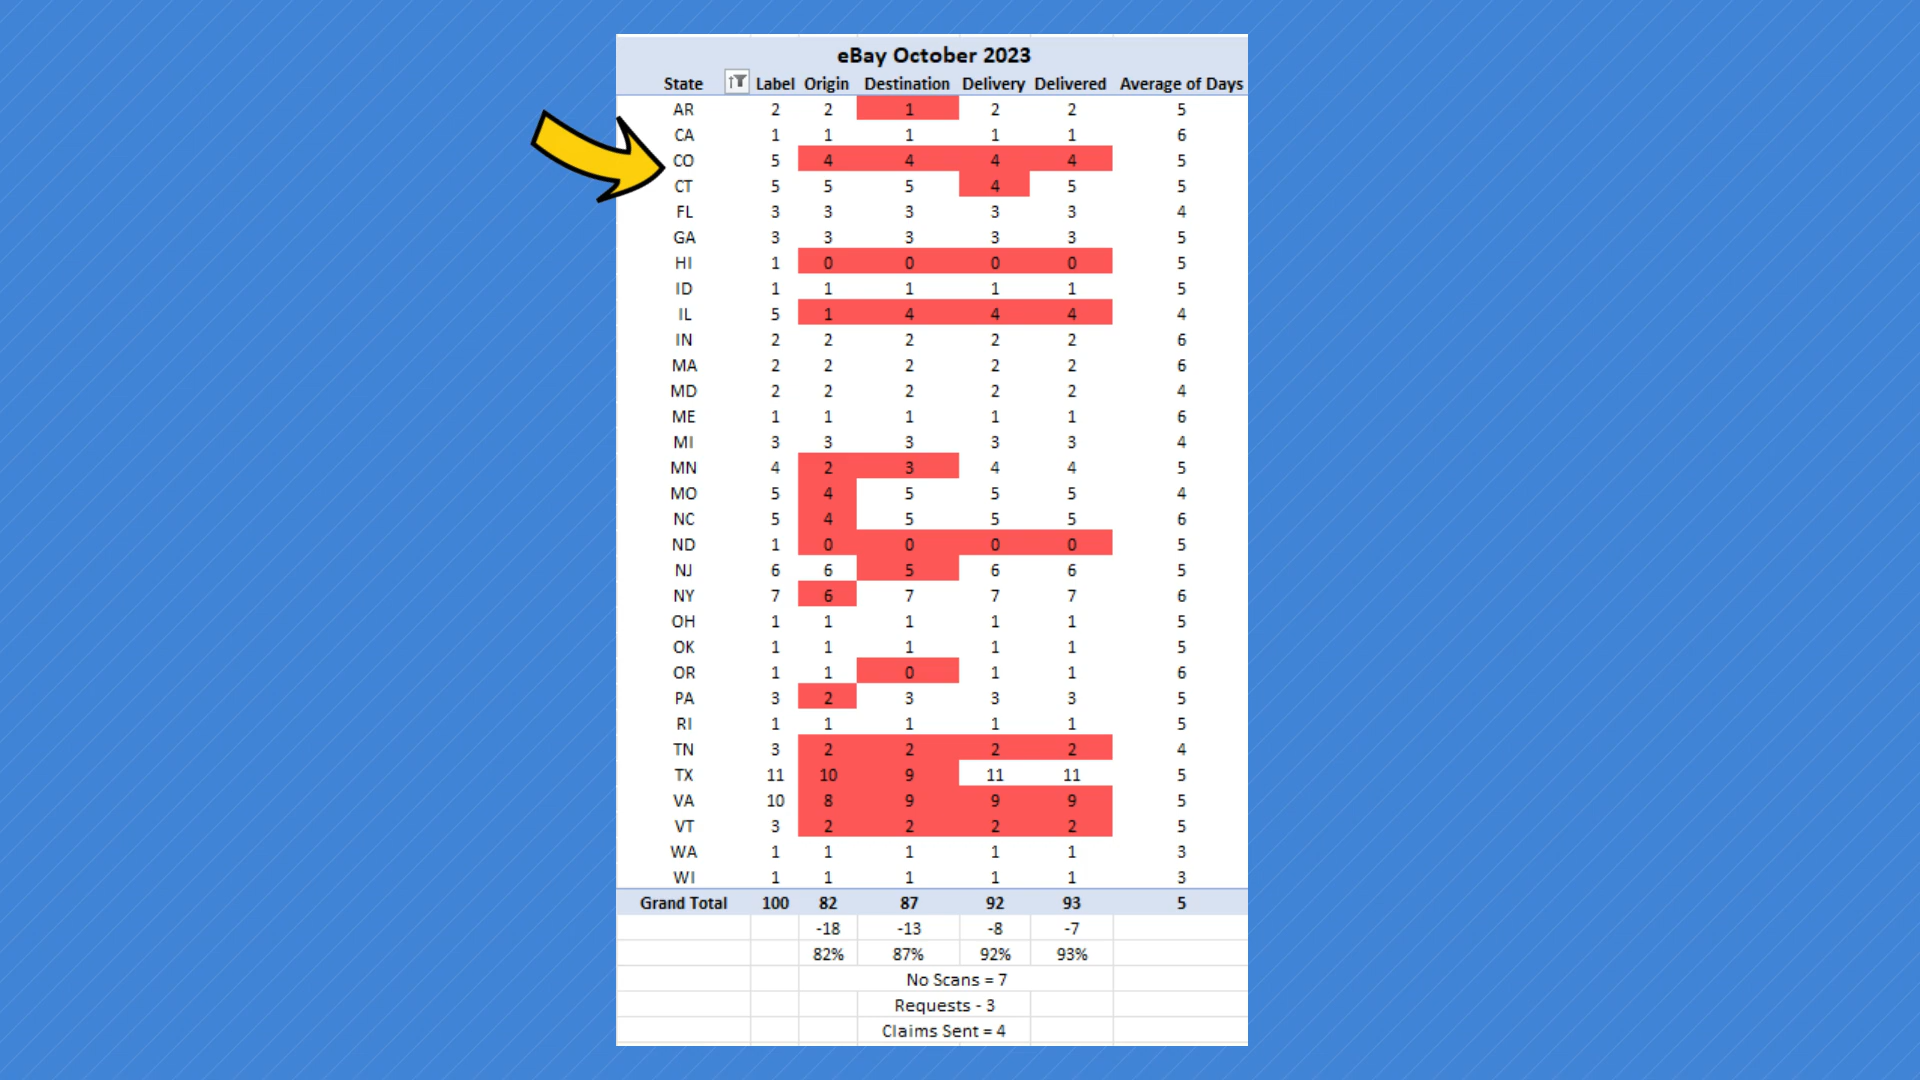 eBay October 2023
State Label Origin Destination Delivery Delivered Average of Days
AR 2 2 1 2 2 5
CA 1 1 1 1 1 6
CO 5 4 4 4 4 5
CT 5 5 5 4 5 5
FL 3 3 3 3 3 4
GA 3 3 3 3 3 5
HI 1 0 0 0 0 5
ID 1 1 1 1 1 5
IL 5 1 4 4 4 4
IN 2 2 2 2 2 6
MA 2 2 2 2 2 6
MD 2 2 2 2 2 4
ME 1 1 1 1 1 6
MI 3 3 3 3 3 4
MN 4 2 3 4 4 5
MO 5 4 5 5 5 4
NC 5 4 5 5 5 6
ND 1 0 0 0 0 5
NJ 6 6 5 6 6 5
NY 7 6 7 7 7 6
OH 1 1 1 1 1 5
OK 1 1 1 1 1 5
OR 1 1 0 1 1 6
PA 3 2 3 3 3 5
RI 1 1 1 1 1 5
TN 3 2 2 2 2 4
TX 11 10 9 11 11 5
VA 10 8 9 9 9 5
VT 3 2 2 2 2 5
WA 1 1 1 1 1 3
WI 1 1 1 1 1 3
Grand Total 100 82 87 92 93 5
-18 -13 -8 -7
82% 87% 92% 93%
No Scans = 7
Requests - 3
Claims Sent = 4